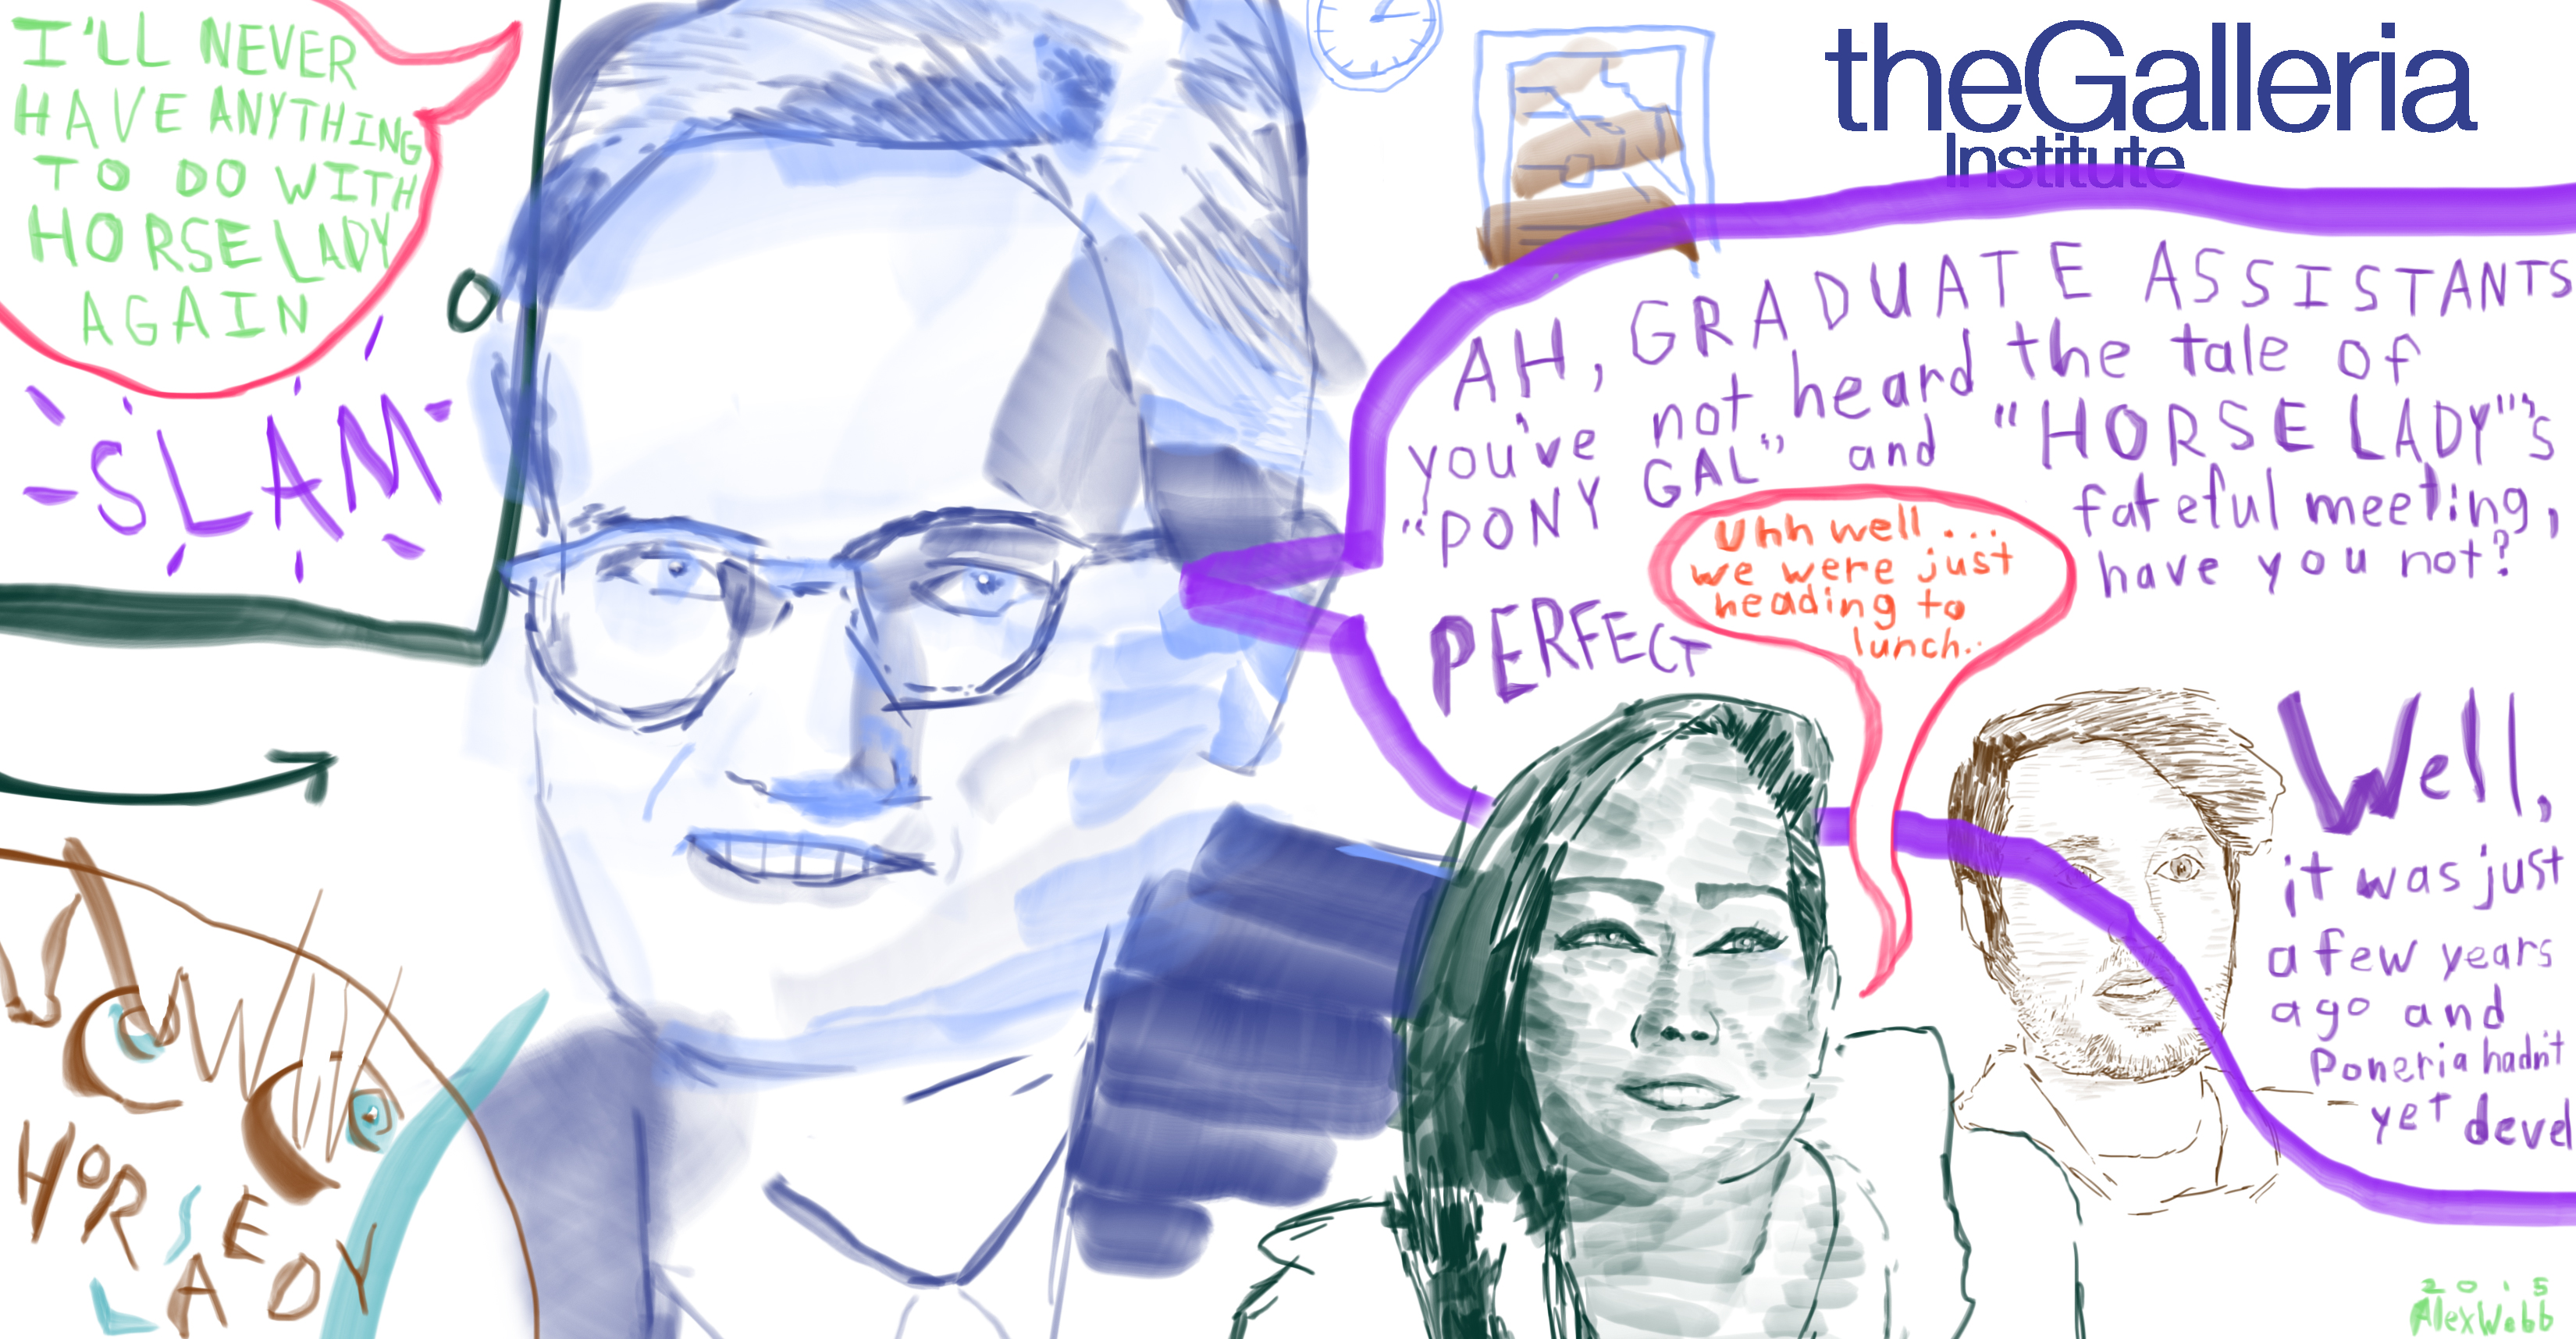 I'LL NEVER
HAVE ANYTHING
TO DO WITH
HORSE LADY
AGAIN
SLAM
HORSE
LADY
theGalleria
Institute
AH, GRADUATE ASSISTANTS
you've not heard the tale of
"PONY GAL" and "HORSE LADY"'s
fateful meeting,
have you not?
PERFECT
Uhh well...
we were just
heading to
lunch..
Well,
it was just
a few years
ago and
Poneria hadn't
yet devel
2015
AlexWebb